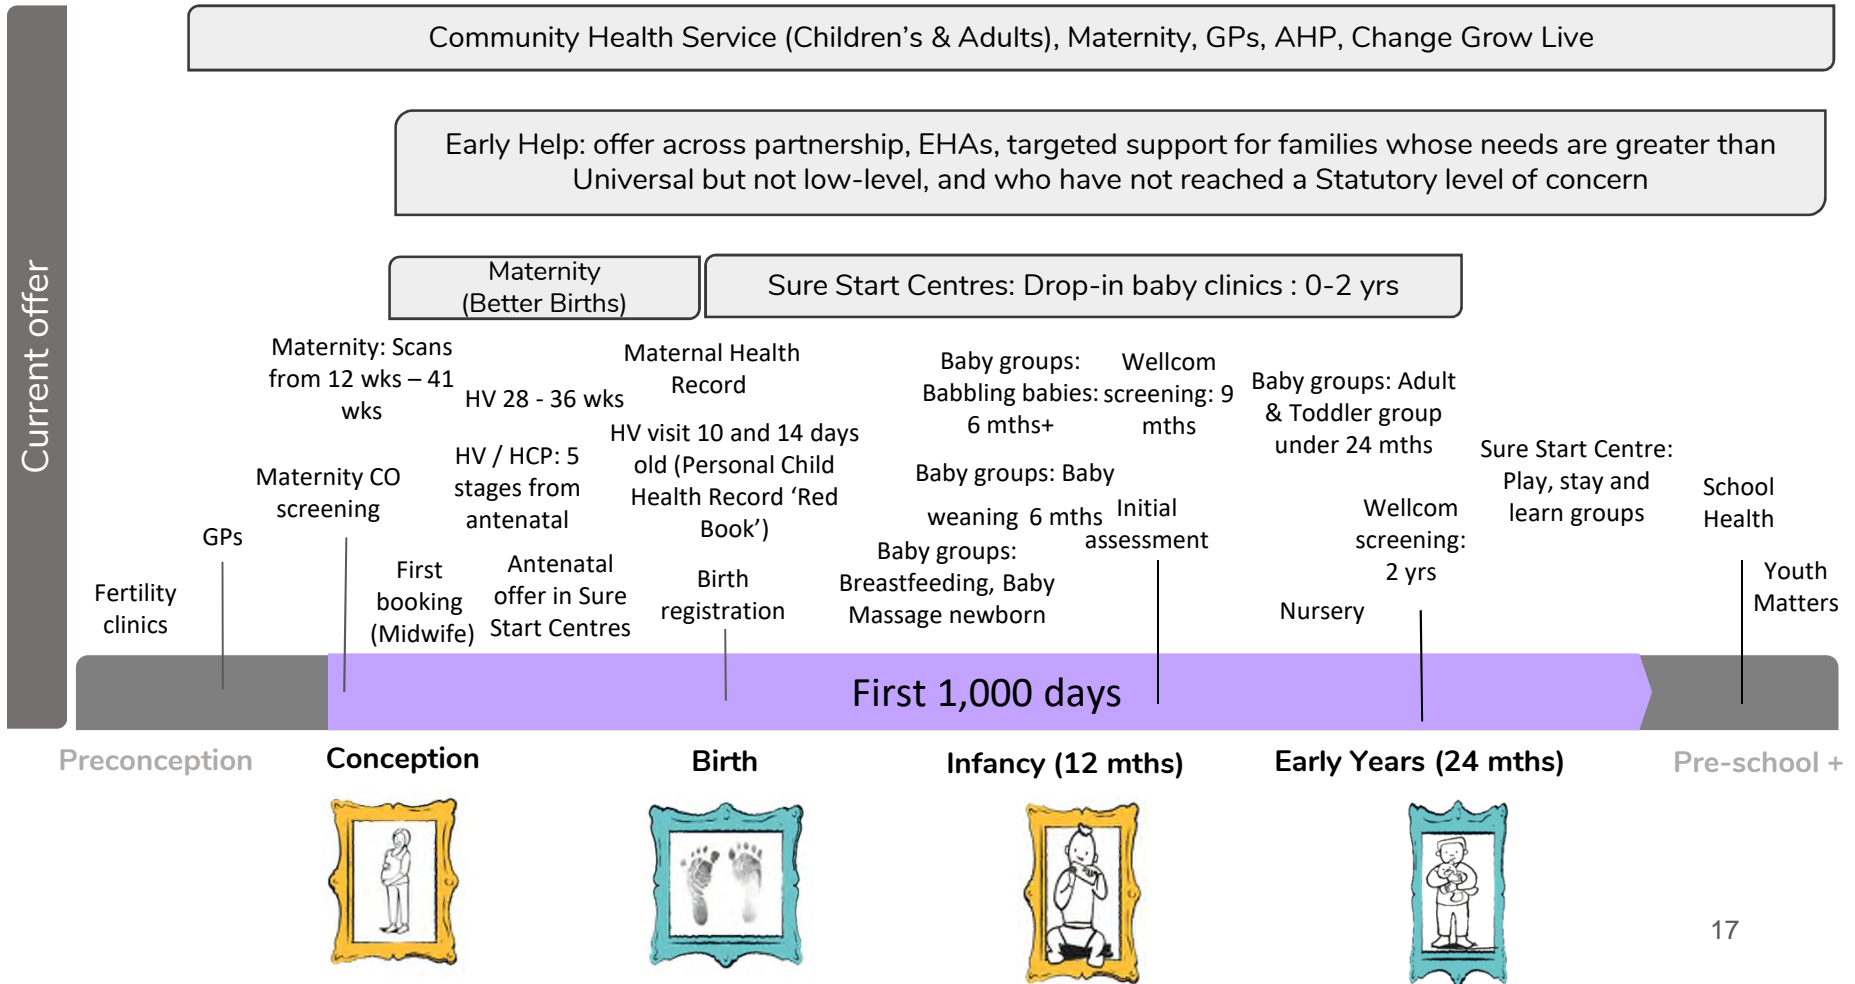 Current offer
Community Health Service (Children's & Adults), Maternity, GPs, AHP, Change Grow Live
Early Help: offer across partnership, EHAs, targeted support for families whose needs are greater than
Universal but not low-level, and who have not reached a Statutory level of concern
Maternity
(Better Births)
Sure Start Centres: Drop-in baby clinics : 0-2 yrs
Fertility
clinics
GPs
Maternity: Scans
from 12 wks – 41
wks
Maternity CO
screening
First
booking
(Midwife)
HV 28 - 36 wks
HV / HCP: 5
stages from
antenatal
Antenatal
offer in Sure
Start Centres
Maternal Health
Record
HV visit 10 and 14 days
old (Personal Child
Health Record ‘Red
Book’)
Birth
registration
Baby groups:
Babbling babies:
6 mths+
Baby groups: Baby
weaning 6 mths
Baby groups:
Breastfeeding, Baby
Massage newborn
Wellcom
screening: 9
mths
Initial
assessment
Baby groups: Adult
& Toddler group
under 24 mths
Wellcom
screening:
2 yrs
Nursery
Sure Start Centre:
Play, stay and
learn groups
School
Health
Youth
Matters
First 1,000 days
Preconception
Conception
Birth
Infancy (12 mths)
Early Years (24 mths)
Pre-school +
17